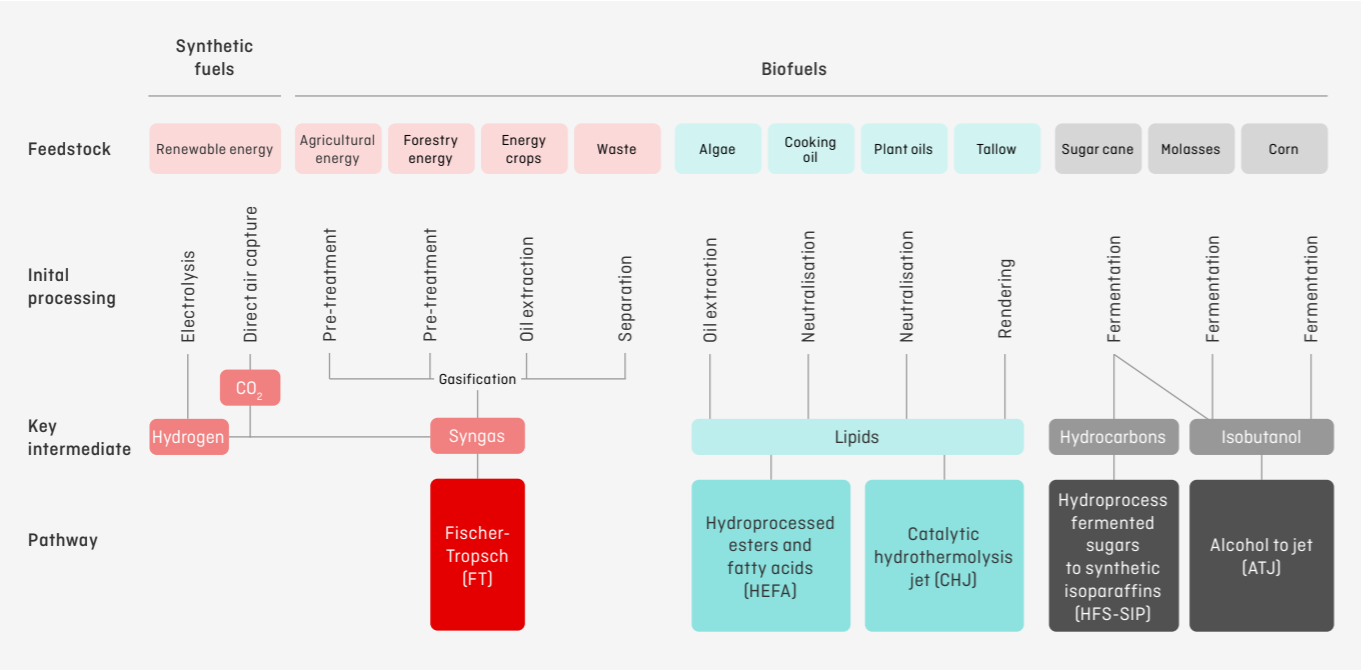 Synthetic
fuels
Biofuels
Feedstock
Renewable energy
Agricultural
energy
Forestry
energy
Energy
crops
Waste
Algae
Cooking
oil
Plant oils
Tallow
Sugar cane
Molasses
Corn
Inital
processing
Electrolysis
Direct air capture
Pre-treatment
Pre-treatment
Oil extraction
Separation
Oil extraction
Neutralisation
Neutralisation
Rendering
Fermentation
Fermentation
Fermentation
Gasification
CO2
Key
intermediate
Hydrogen
Syngas
Lipids
Hydrocarbons
Isobutanol
Pathway
Fischer-
Tropsch
(FT)
Hydroprocessed
esters and
fatty acids
(HEFA)
Catalytic
hydrothermolysis
jet (CHJ)
Hydroprocess
fermented
sugars
to synthetic
isoparaffins
(HFS-SIP)
Alcohol to jet
(ATJ)